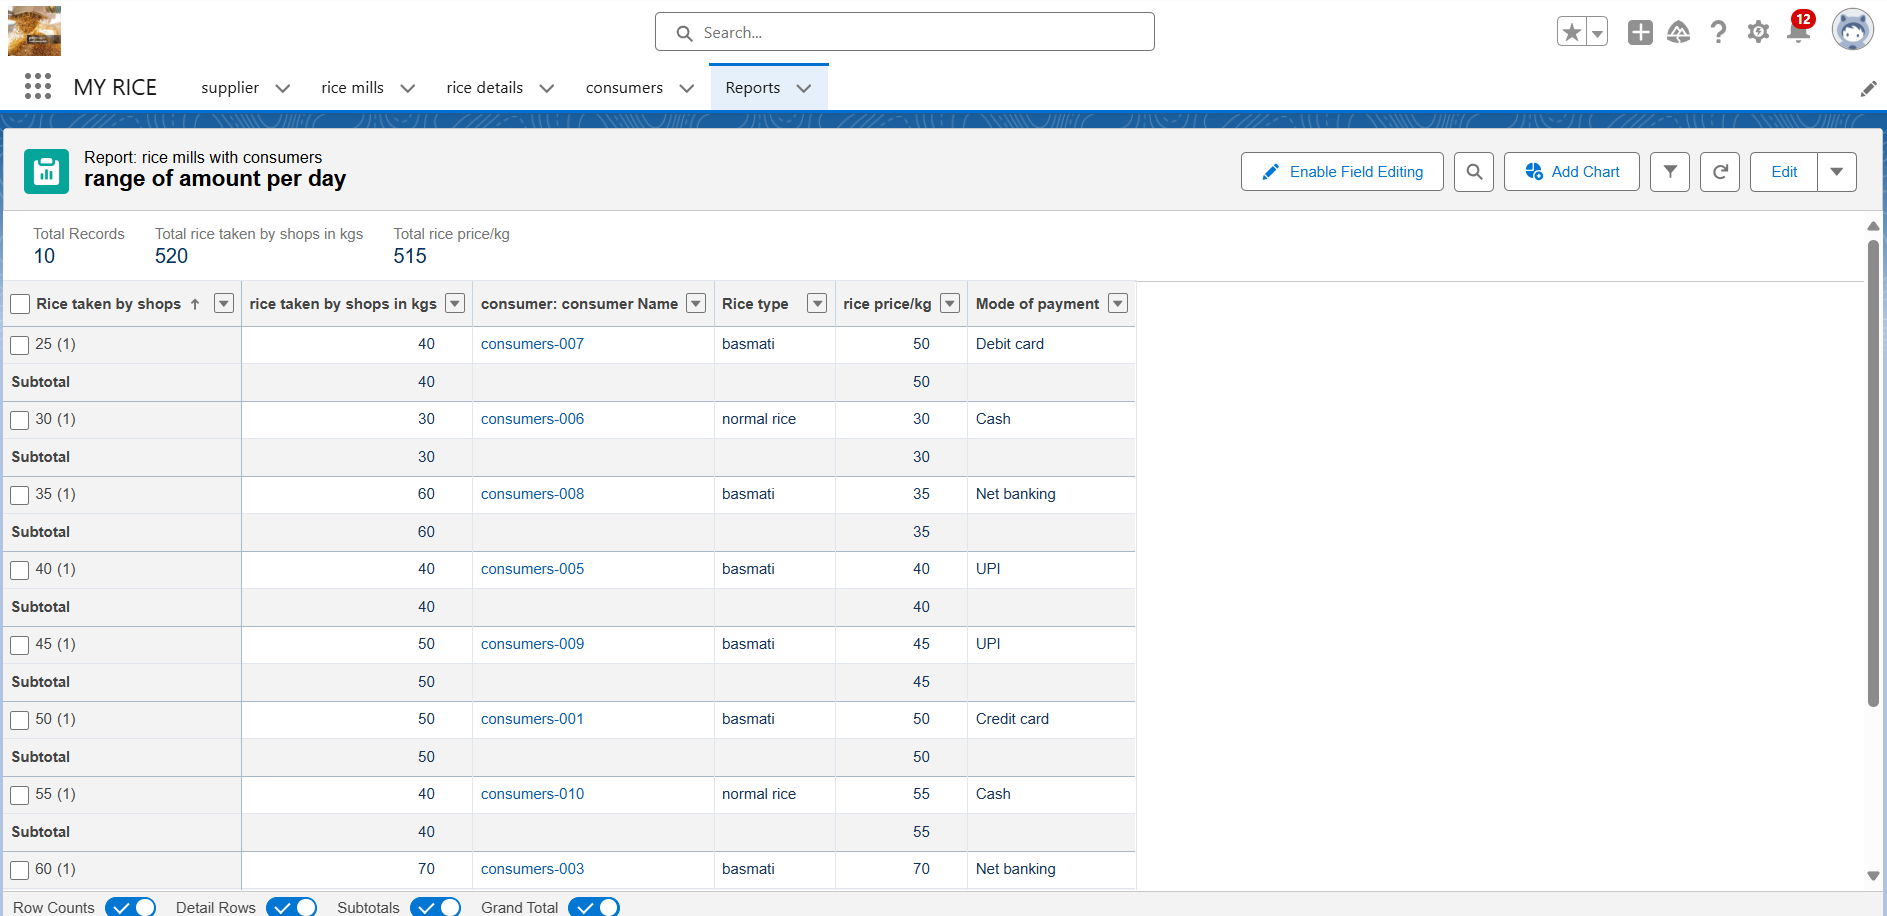 Search...
12
MY RICE
supplier
rice mills
rice details
consumers
Reports
Report: rice mills with consumers
range of amount per day
Enable Field Editing
Add Chart
Edit
Total Records Total rice taken by shops in kgs Total rice price/kg
10 520 515
Rice taken by shops ↑ rice taken by shops in kgs consumer: consumer Name Rice type rice price/kg Mode of payment
25 (1) 40 consumers-007 basmati 50 Debit card
Subtotal 40 50
30 (1) 30 consumers-006 normal rice 30 Cash
Subtotal 30 30
35 (1) 60 consumers-008 basmati 35 Net banking
Subtotal 60 35
40 (1) 40 consumers-005 basmati 40 UPI
Subtotal 40 40
45 (1) 50 consumers-009 basmati 45 UPI
Subtotal 50 45
50 (1) 50 consumers-001 basmati 50 Credit card
Subtotal 50 50
55 (1) 40 consumers-010 normal rice 55 Cash
Subtotal 40 55
60 (1) 70 consumers-003 basmati 70 Net banking
Row Counts Detail Rows Subtotals Grand Total